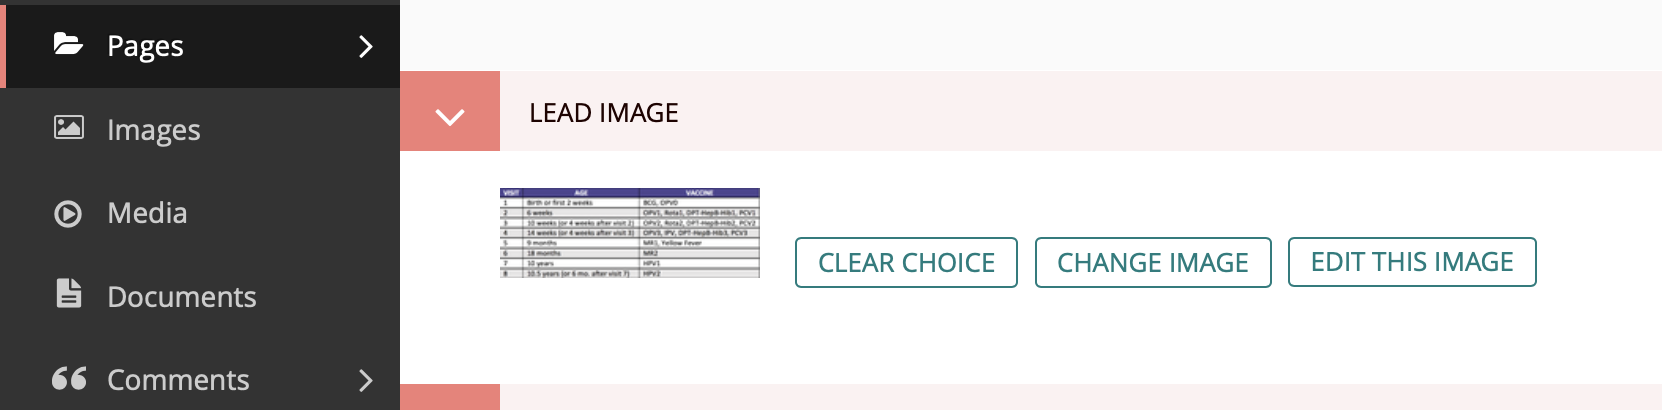 Pages
Images
Media
Documents
Comments
LEAD IMAGE
VISIT AGE VACCINE
1 Birth or first 2 weeks BCG, OPV0
2 6 weeks OPV1, Rota1, DPT-HepB-Hib1, PCV1
3 10 weeks (or 4 weeks after visit 2) OPV2, Rota2, DPT-HepB-Hib2, PCV2
4 14 weeks (or 4 weeks after visit 3) OPV3, IPV, DPT-HepB-Hib3, PCV3
5 9 months MR1, Yellow Fever
6 18 months MR2
7 10 years HPV1
8 10.5 years (or 6 mo. after visit 7) HPV2
CLEAR CHOICE
CHANGE IMAGE
EDIT THIS IMAGE